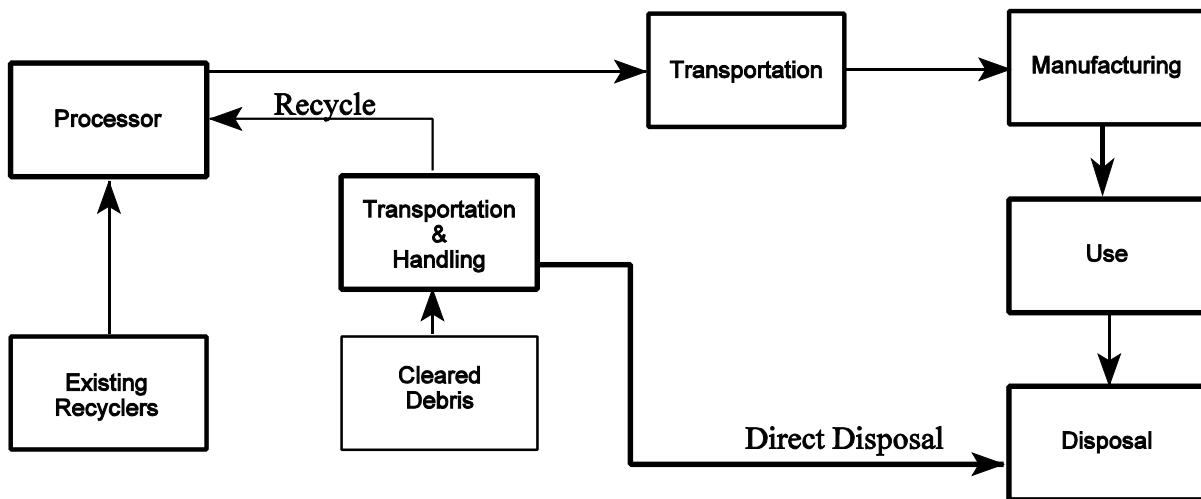 Transportation
Manufacturing
Processor
Recycle
Transportation
&
Handling
Use
Existing
Recyclers
Cleared
Debris
Direct Disposal
Disposal